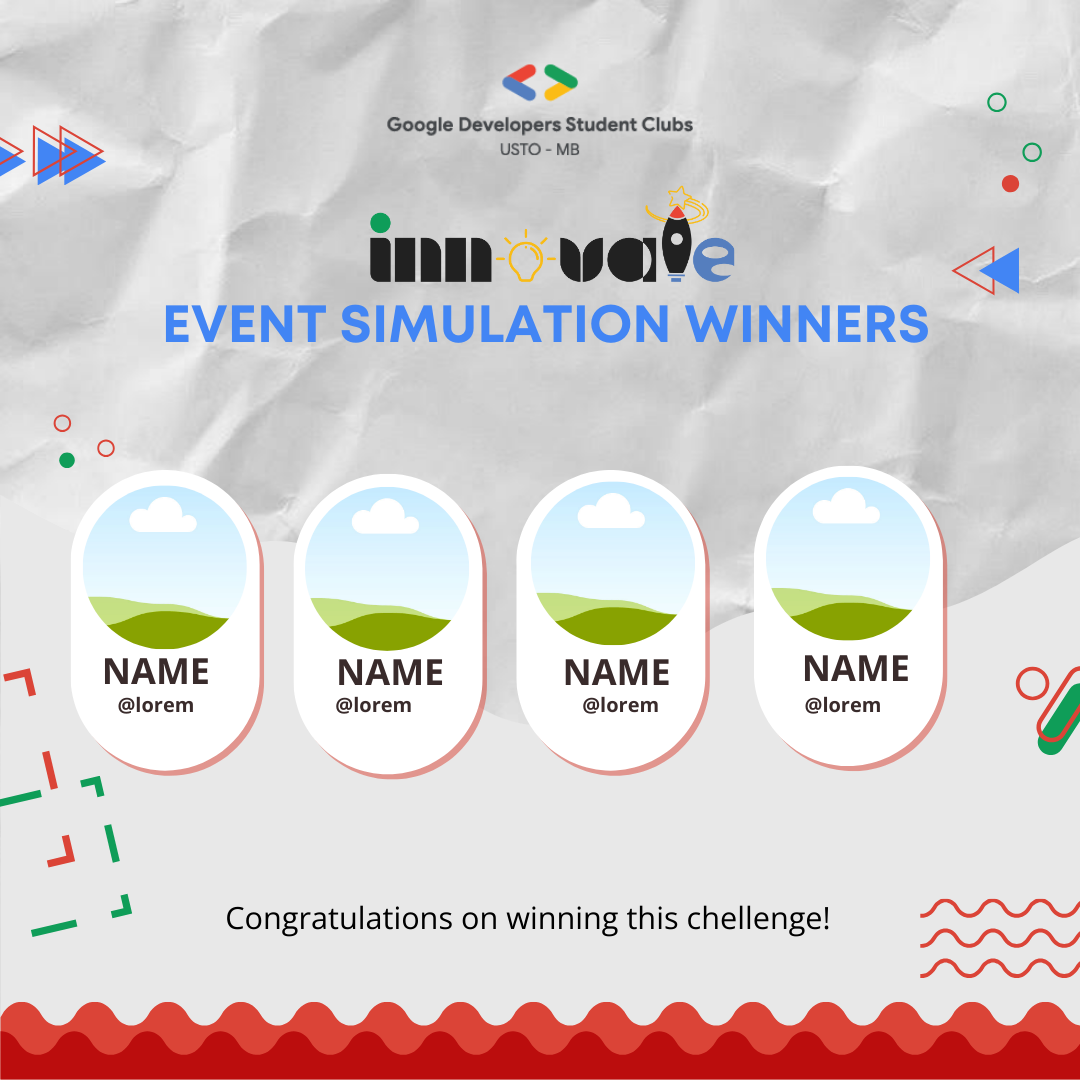 Google Developers Student Clubs
USTO - MB
innovate
EVENT SIMULATION WINNERS
NAME
@lorem
NAME
@lorem
NAME
@lorem
NAME
@lorem
Congratulations on winning this chellenge!